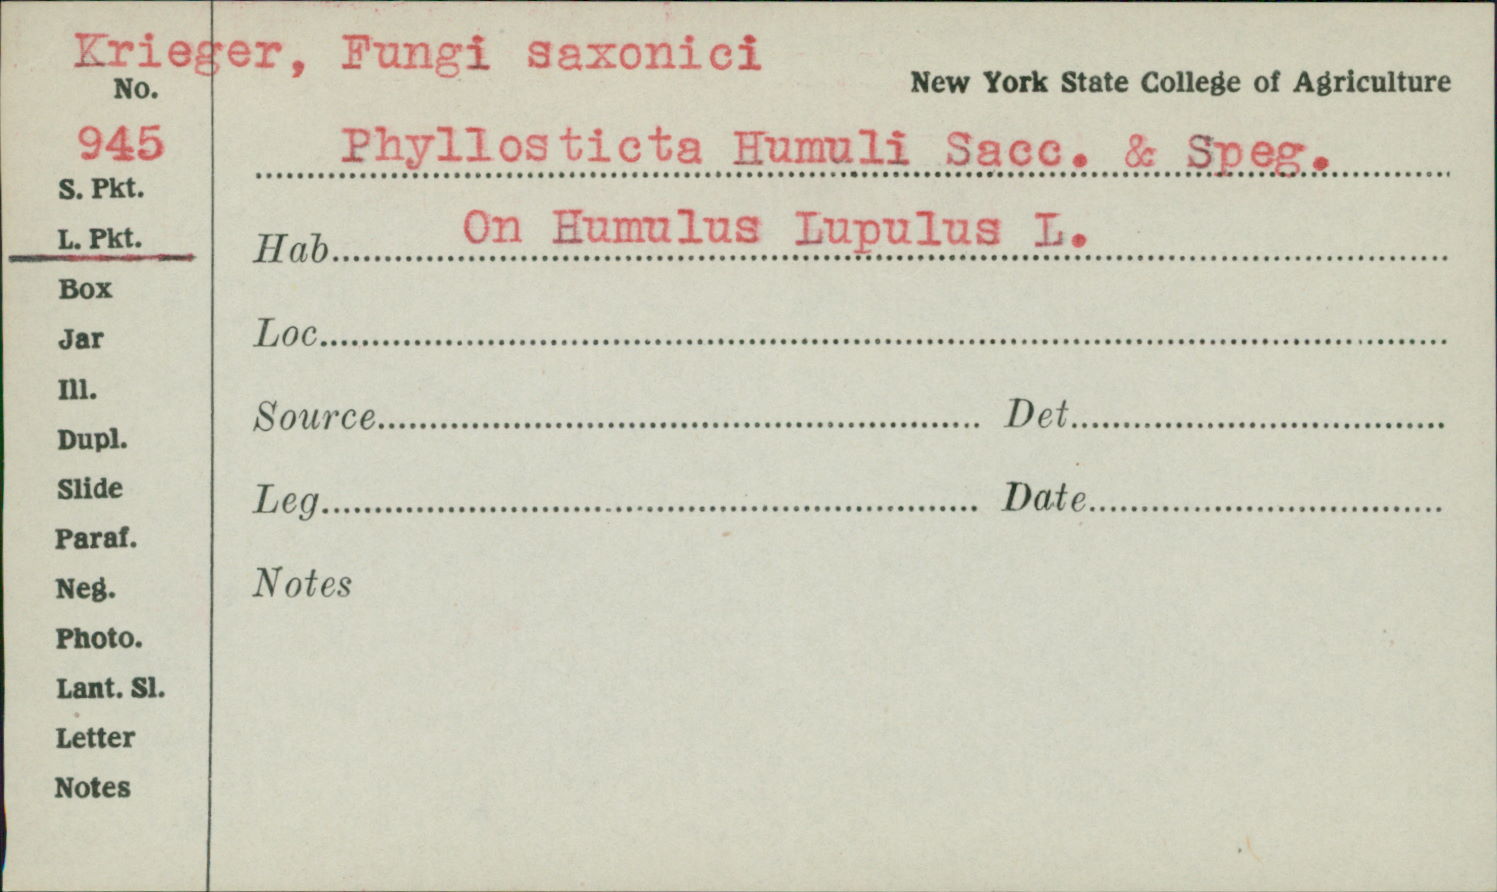 Krieger, Fungi saxonici
No.
New York State College of Agriculture
945
Phyllosticta Humuli Sacc. & Speg.
S. Pkt.
L. Pkt.
Hab. On Humulus Lupulus L.
Box
Jar
Loc.
Ill.
Source Det.
Dupl.
Slide
Leg. Date
Paraf.
Neg.
Notes
Photo.
Lant. Sl.
Letter
Notes